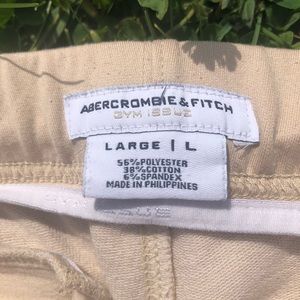 ABERCROMBIE & FITCH
GYM ISSUE
LARGE | L
56% POLYESTER
38% COTTON
6% SPANDEX
MADE IN PHILIPPINES